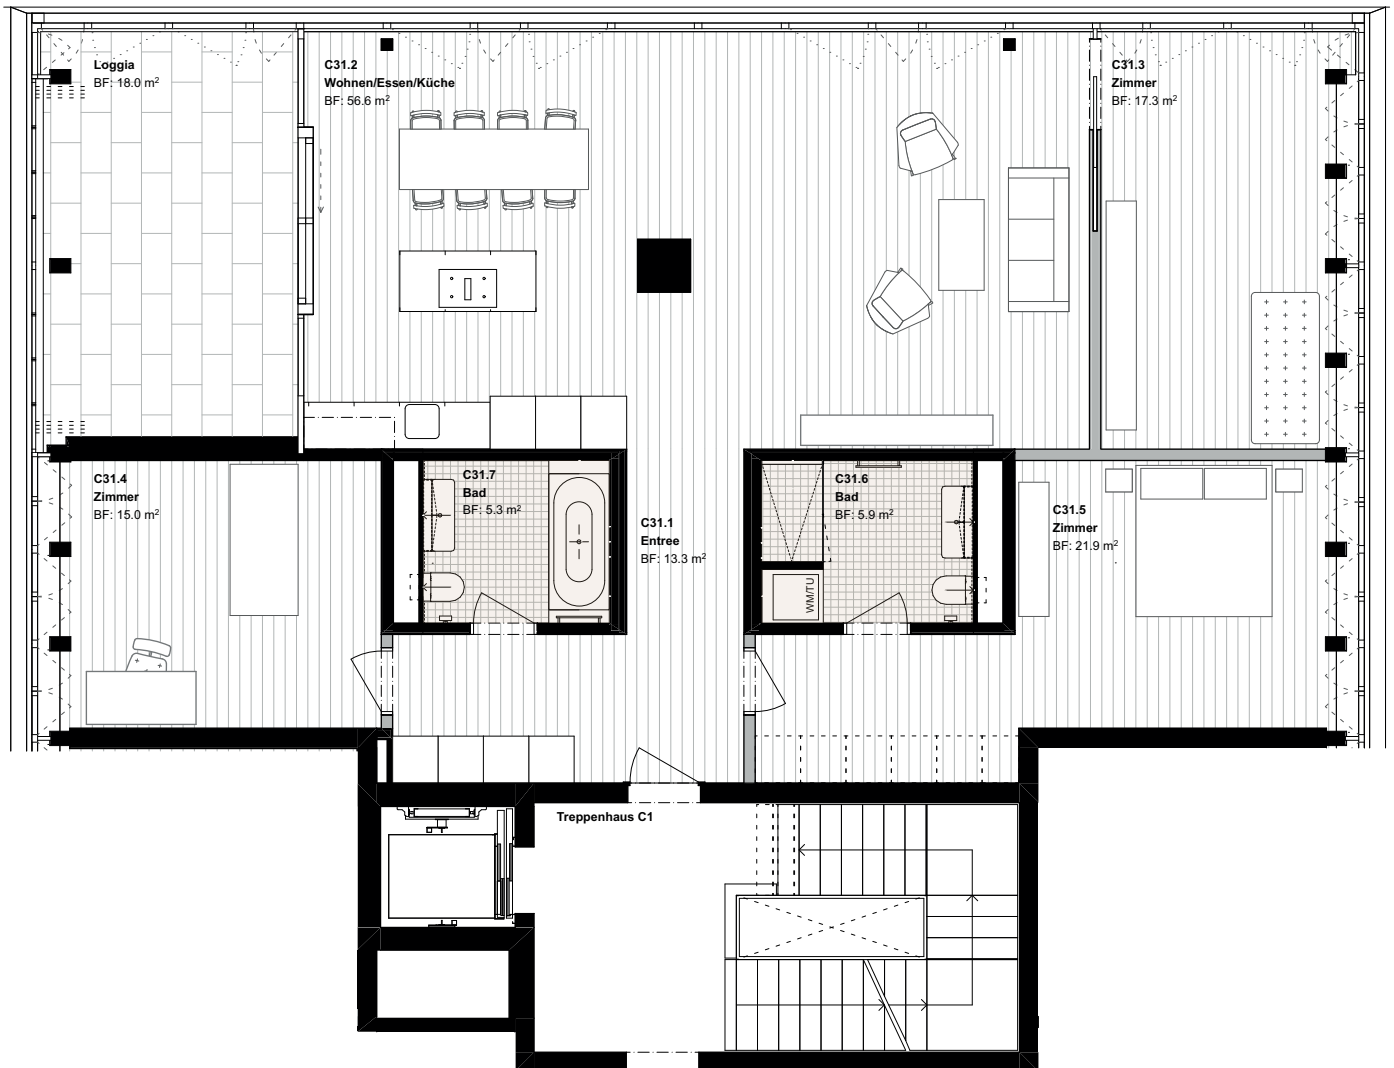 Loggia
BF: 18.0 m²
C31.2
Wohnen/Essen/Küche
BF: 56.6 m²
C31.3
Zimmer
BF: 17.3 m²
C31.4
Zimmer
BF: 15.0 m²
C31.7
Bad
BF: 5.3 m²
C31.1
Entree
BF: 13.3 m²
C31.6
Bad
BF: 5.9 m²
WM/TU
C31.5
Zimmer
BF: 21.9 m²
Treppenhaus C1